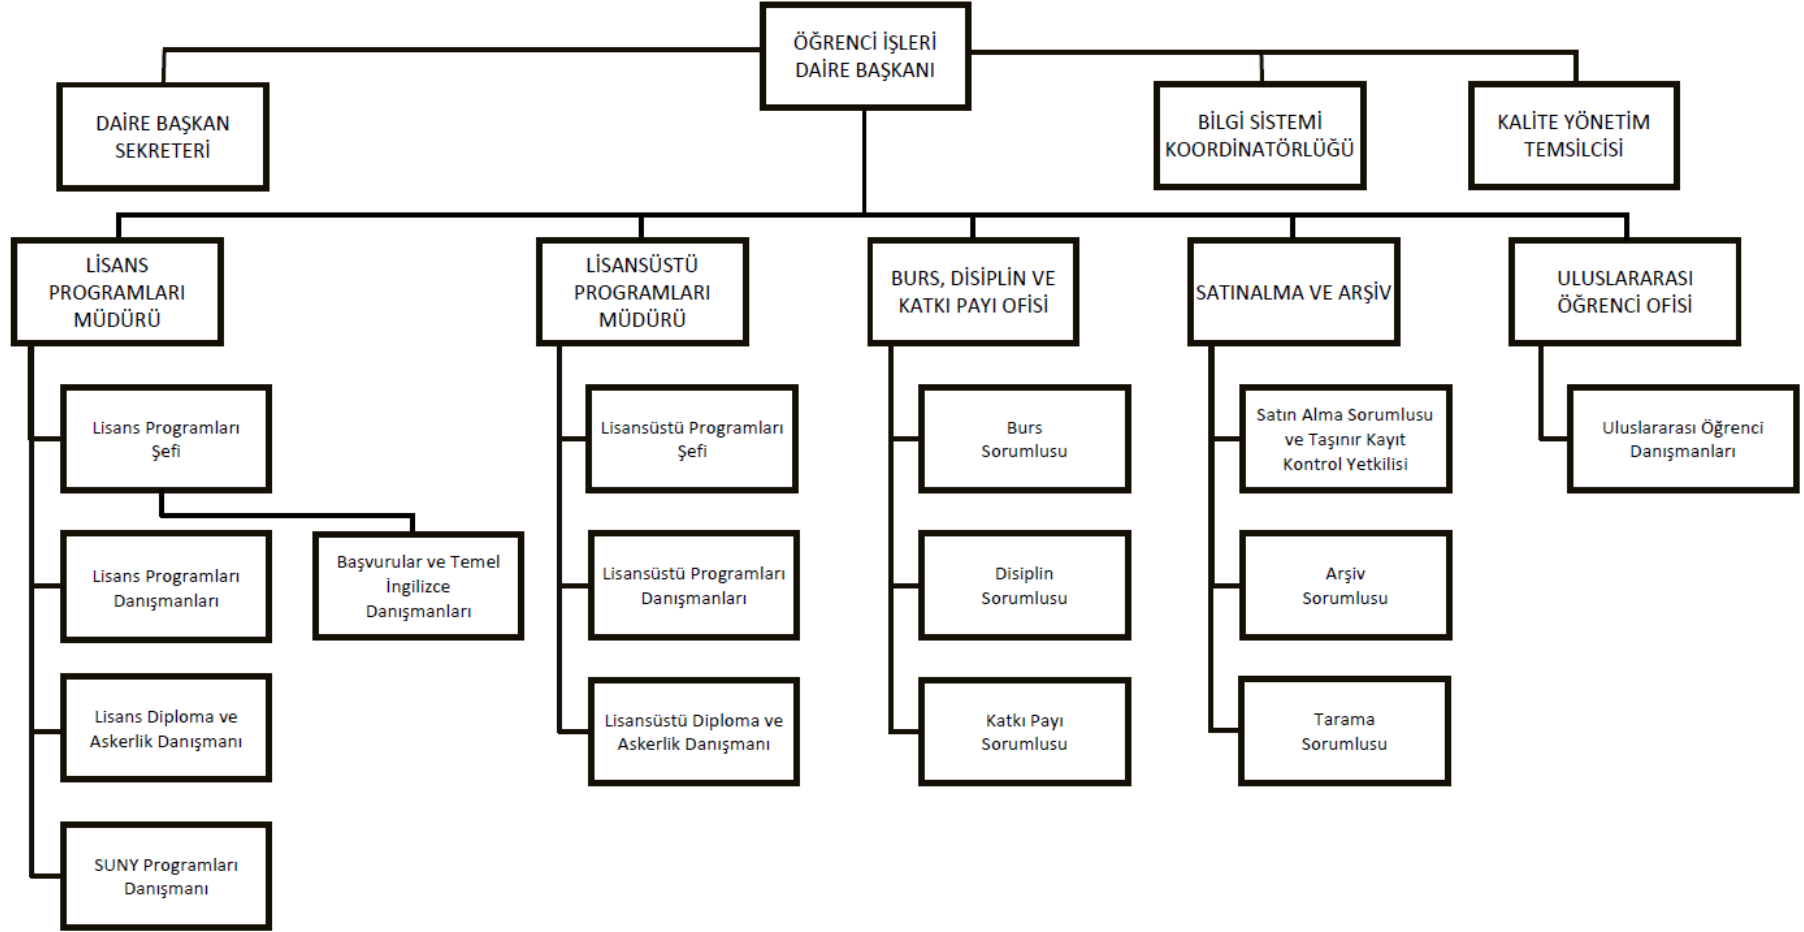 ÖĞRENCİ İŞLERİ
DAİRE BAŞKANI
DAİRE BAŞKAN
SEKRETERİ
BİLGİ SİSTEMİ
KOORDİNATÖRLÜĞÜ
KALİTE YÖNETİM
TEMSİLCİSİ
LİSANS
PROGRAMLARI
MÜDÜRÜ
LİSANSÜSTÜ
PROGRAMLARI
MÜDÜRÜ
BURS, DİSİPLİN VE
KATKI PAYI OFİSİ
SATINALMA VE ARŞİV
ULUSLARARASI
ÖĞRENCİ OFİSİ
Lisans Programları
Şefi
Lisansüstü Programları
Şefi
Burs
Sorumlusu
Satın Alma Sorumlusu
ve Taşınır Kayıt
Kontrol Yetkilisi
Uluslararası Öğrenci
Danışmanları
Lisans Programları
Danışmanları
Başvurular ve Temel
İngilizce
Danışmanları
Lisansüstü Programları
Danışmanları
Disiplin
Sorumlusu
Arşiv
Sorumlusu
Lisans Diploma ve
Askerlik Danışmanı
Lisansüstü Diploma ve
Askerlik Danışmanı
Katkı Payı
Sorumlusu
Tarama
Sorumlusu
SUNY Programları
Danışmanı